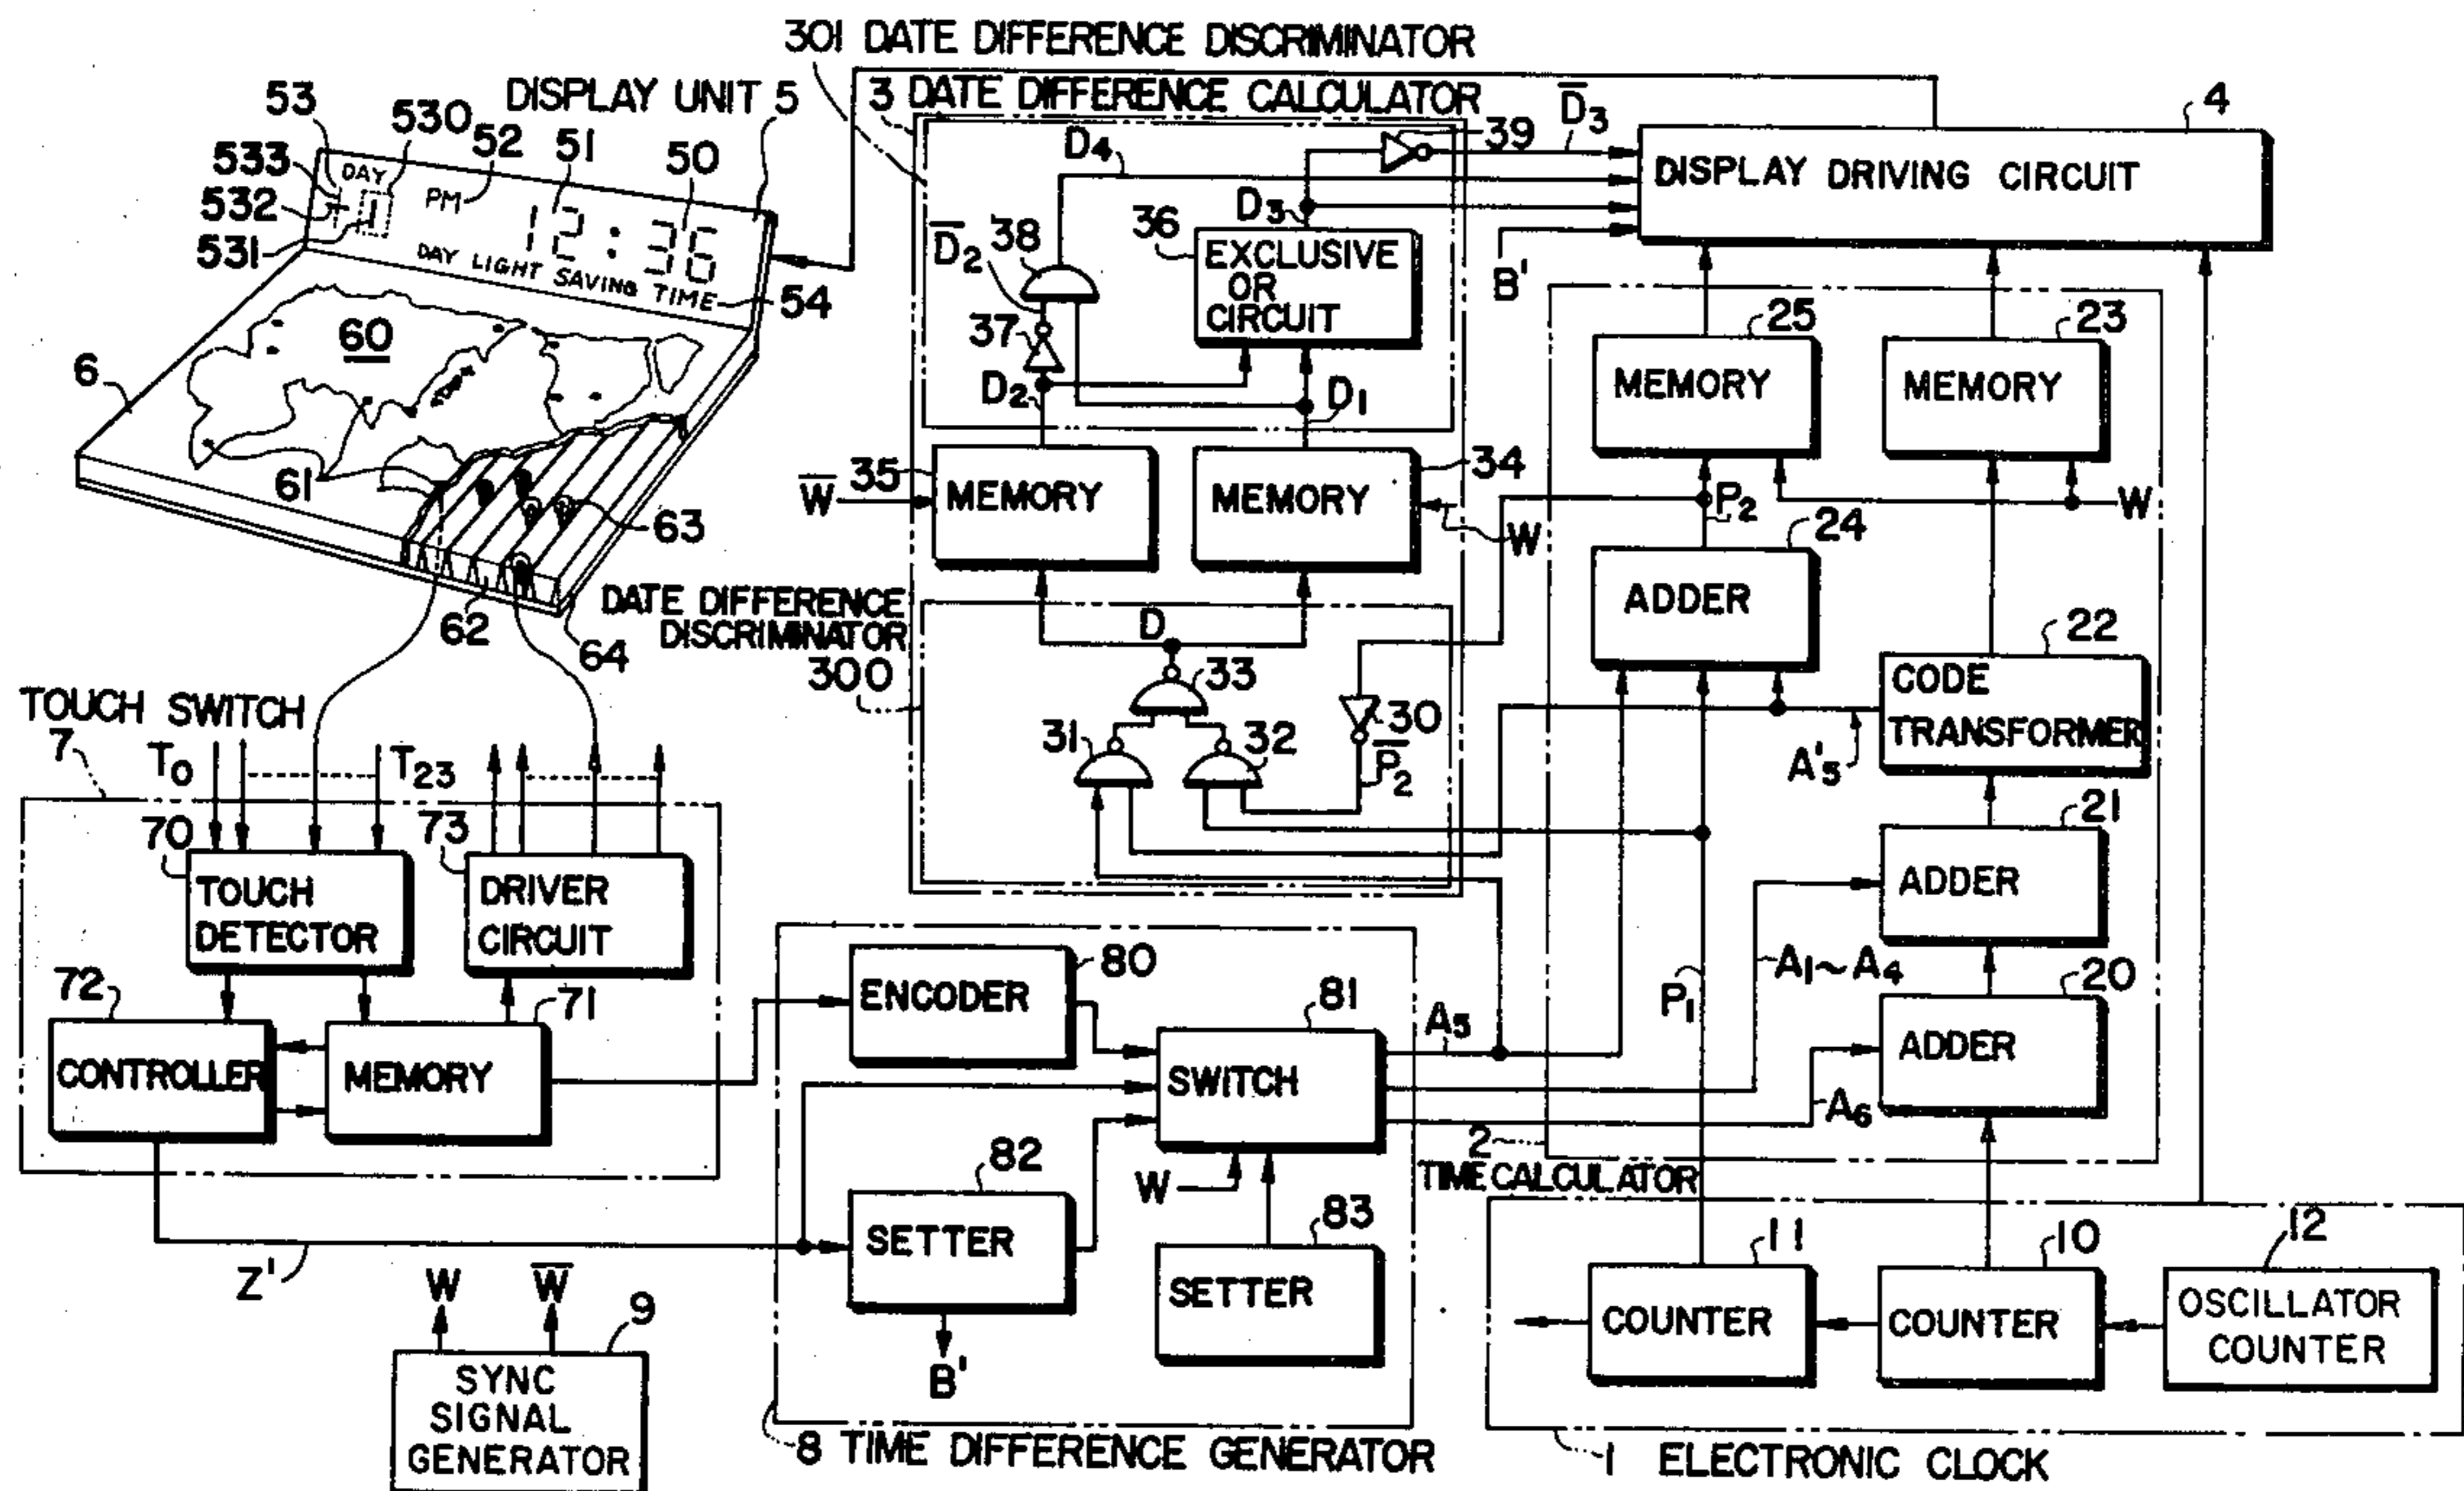 301 DATE DIFFERENCE DISCRIMINATOR
DISPLAY UNIT 5
3 DATE DIFFERENCE CALCULATOR
53
530
52
51
50
533
532
531
DAY
1
PM
12:36
DAY LIGHT SAVING TIME
54
6
60
61
62
63
64
D̅3
39
4
D4
DISPLAY DRIVING CIRCUIT
D3
36
EXCLUSIVE
OR
CIRCUIT
D̅2
38
37
B'
D2
D1
25
23
MEMORY
MEMORY
W̅
35
MEMORY
34
MEMORY
W
P2
W
24
ADDER
DATE DIFFERENCE
DISCRIMINATOR
300
D
33
31
32
30
P̅2
22
CODE
TRANSFORMER
A'5
TOUCH SWITCH
7
T0
T23
70
TOUCH
DETECTOR
73
DRIVER
CIRCUIT
21
ADDER
72
CONTROLLER
71
MEMORY
80
ENCODER
81
SWITCH
A5
P1
A1~A4
20
ADDER
A6
82
SETTER
W
83
SETTER
2
TIME CALCULATOR
Z'
W
W̅
9
SYNC
SIGNAL
GENERATOR
B'
11
COUNTER
10
COUNTER
12
OSCILLATOR
COUNTER
8 TIME DIFFERENCE GENERATOR
1 ELECTRONIC CLOCK